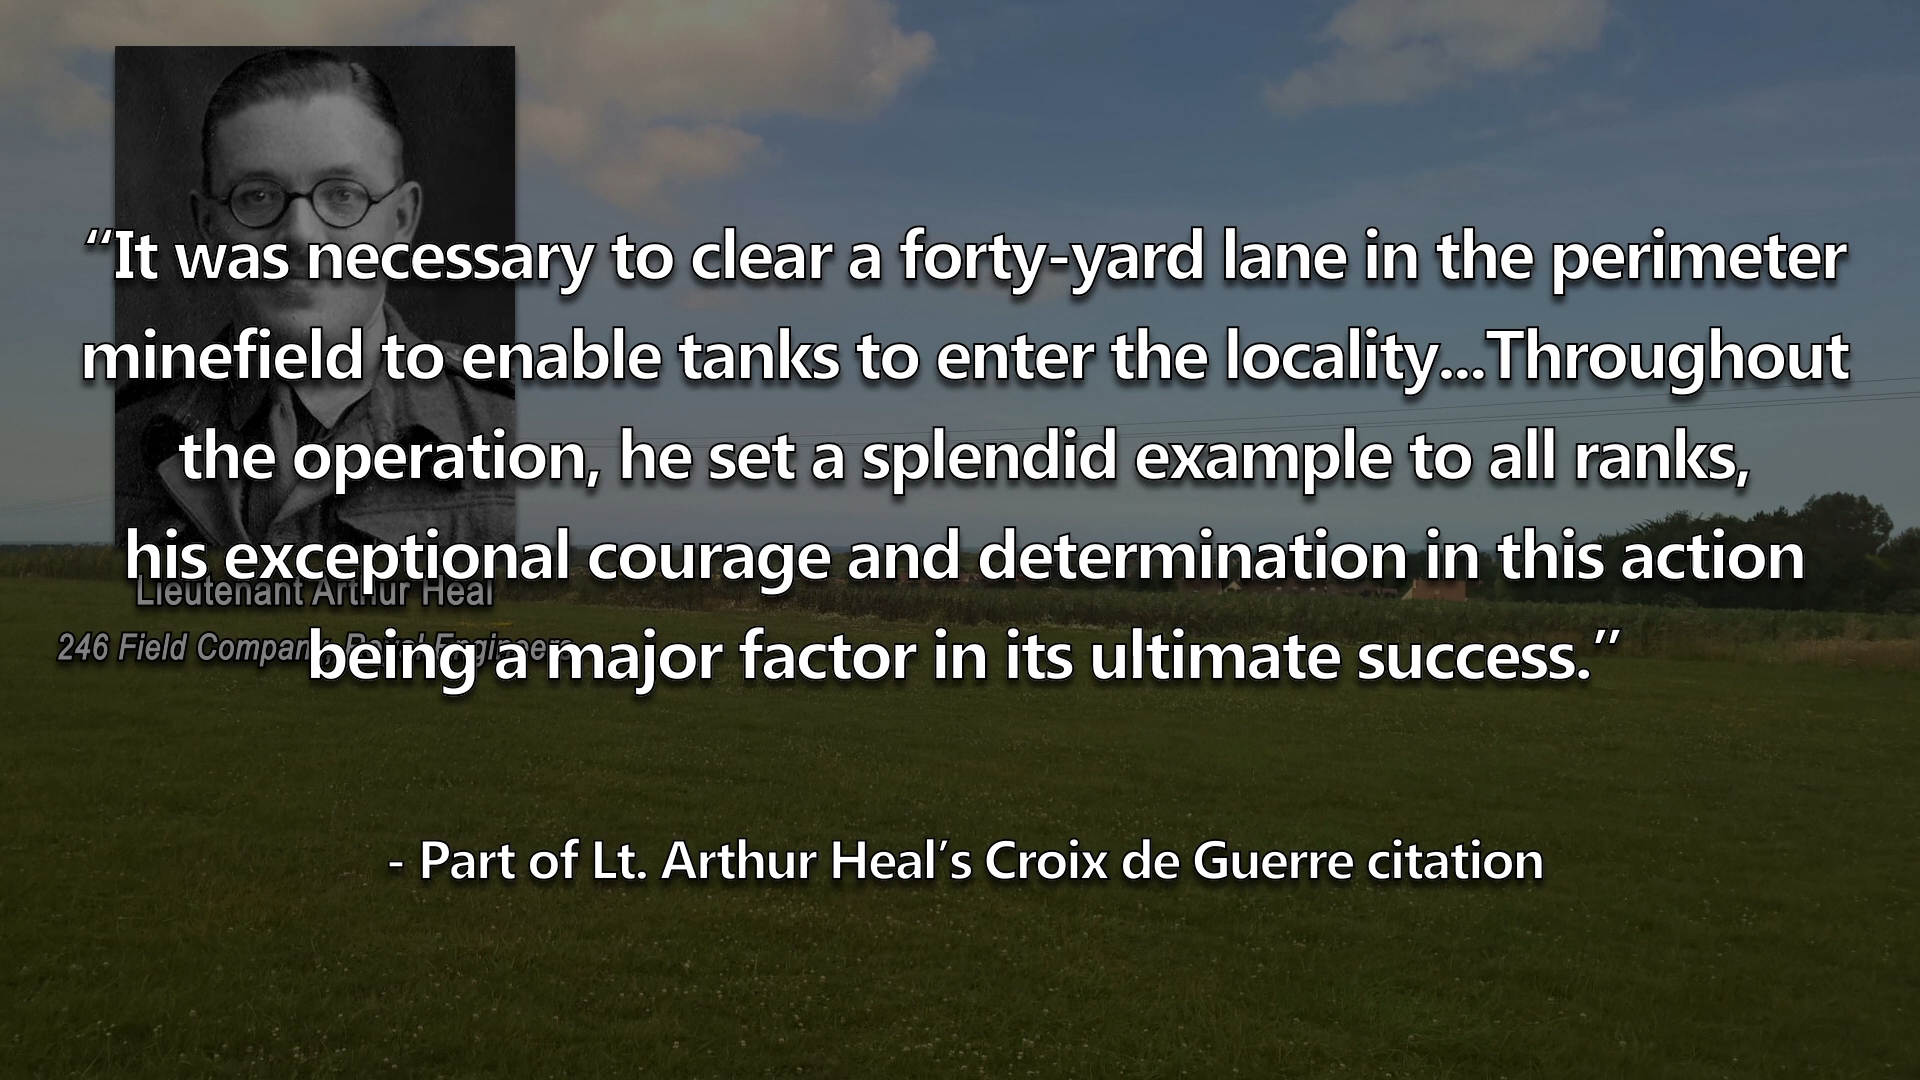 “It was necessary to clear a forty-yard lane in the perimeter
minefield to enable tanks to enter the locality...Throughout
the operation, he set a splendid example to all ranks,
his exceptional courage and determination in this action
being a major factor in its ultimate success.”
Lieutenant Arthur Heal
246 Field Company, Royal Engineers
- Part of Lt. Arthur Heal’s Croix de Guerre citation